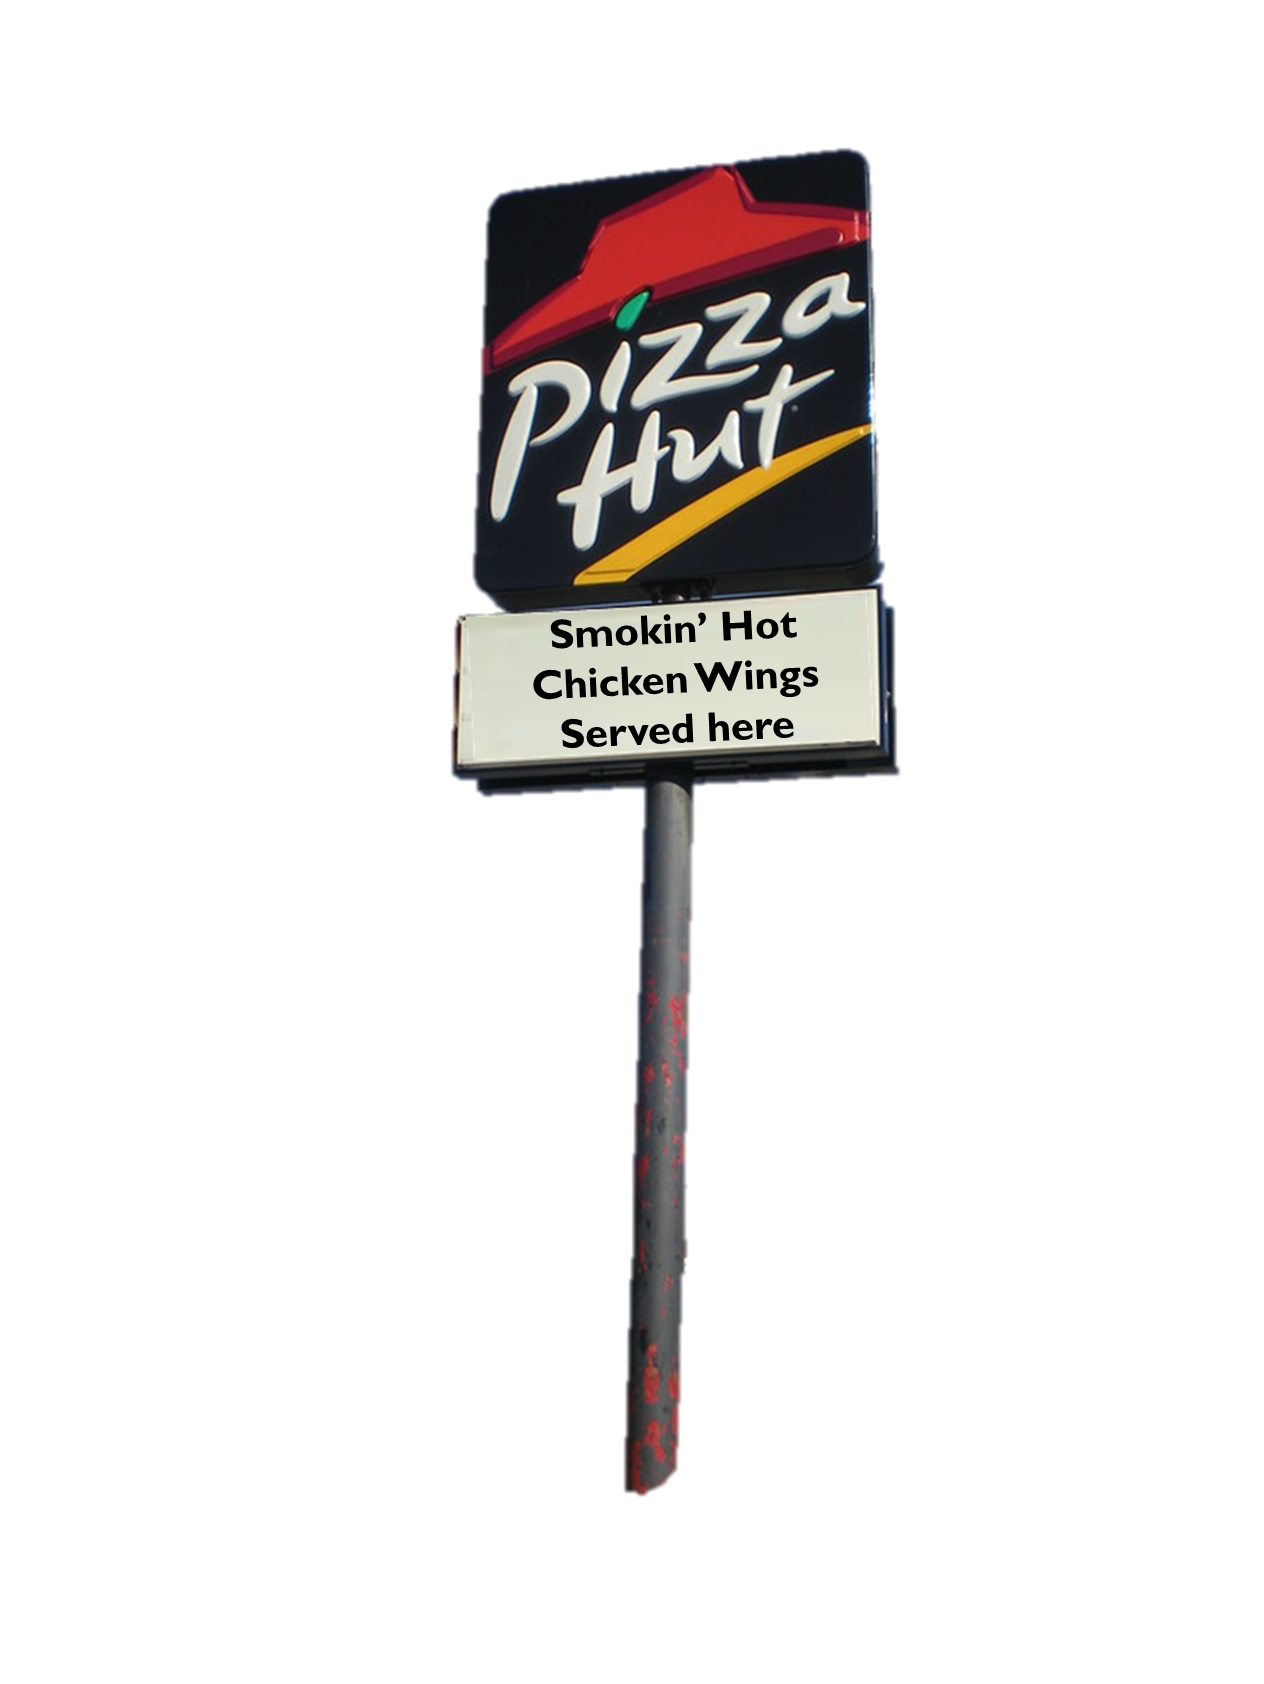 Pizza
Hut
Smokin’ Hot
Chicken Wings
Served here